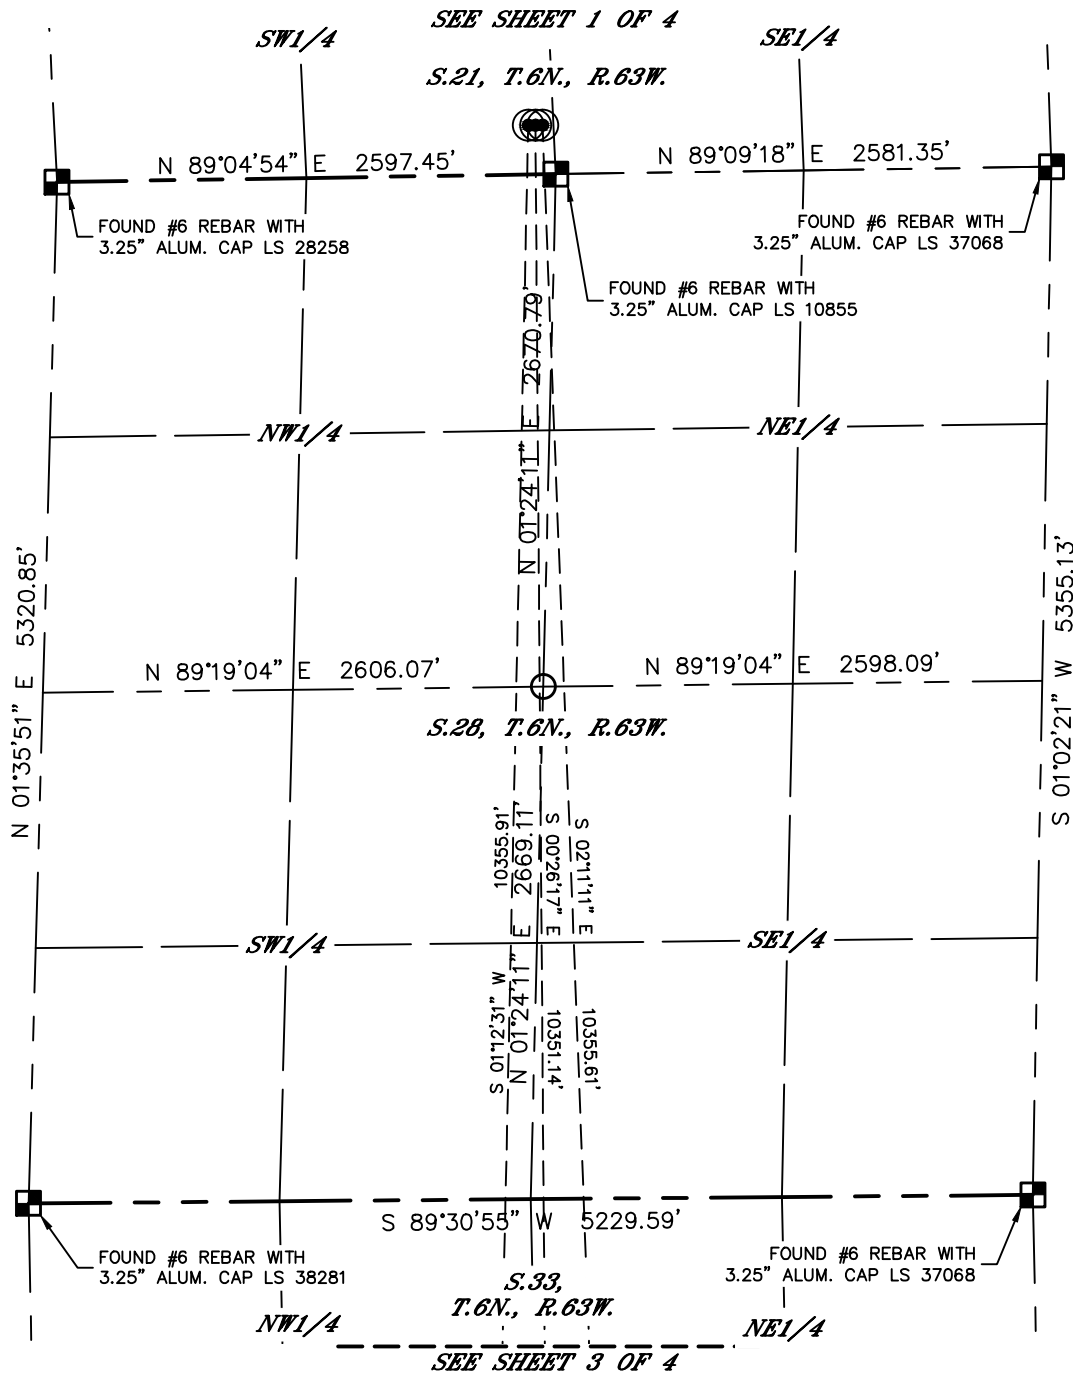 SEE SHEET 1 OF 4
SW1/4
SE1/4
S.21, T.6N., R.63W.
N 89°04'54" E 2597.45'
N 89°09'18" E 2581.35'
FOUND #6 REBAR WITH
3.25" ALUM. CAP LS 28258
FOUND #6 REBAR WITH
3.25" ALUM. CAP LS 37068
FOUND #6 REBAR WITH
3.25" ALUM. CAP LS 10855
N 01°24'11" E 2670.79'
NW1/4
NE1/4
N 01°35'51" E 5320.85'
S 01°02'21" W 5355.13'
N 89°19'04" E 2606.07'
N 89°19'04" E 2598.09'
S.28, T.6N., R.63W.
S 01°12'31" W
10355.91'
N 01°24'11" E 2669.11'
S 00°26'17" E
10351.14'
S 02°11'11" E
10355.61'
SW1/4
SE1/4
S 89°30'55" W 5229.59'
FOUND #6 REBAR WITH
3.25" ALUM. CAP LS 38281
FOUND #6 REBAR WITH
3.25" ALUM. CAP LS 37068
S.33,
T.6N., R.63W.
NW1/4
NE1/4
SEE SHEET 3 OF 4